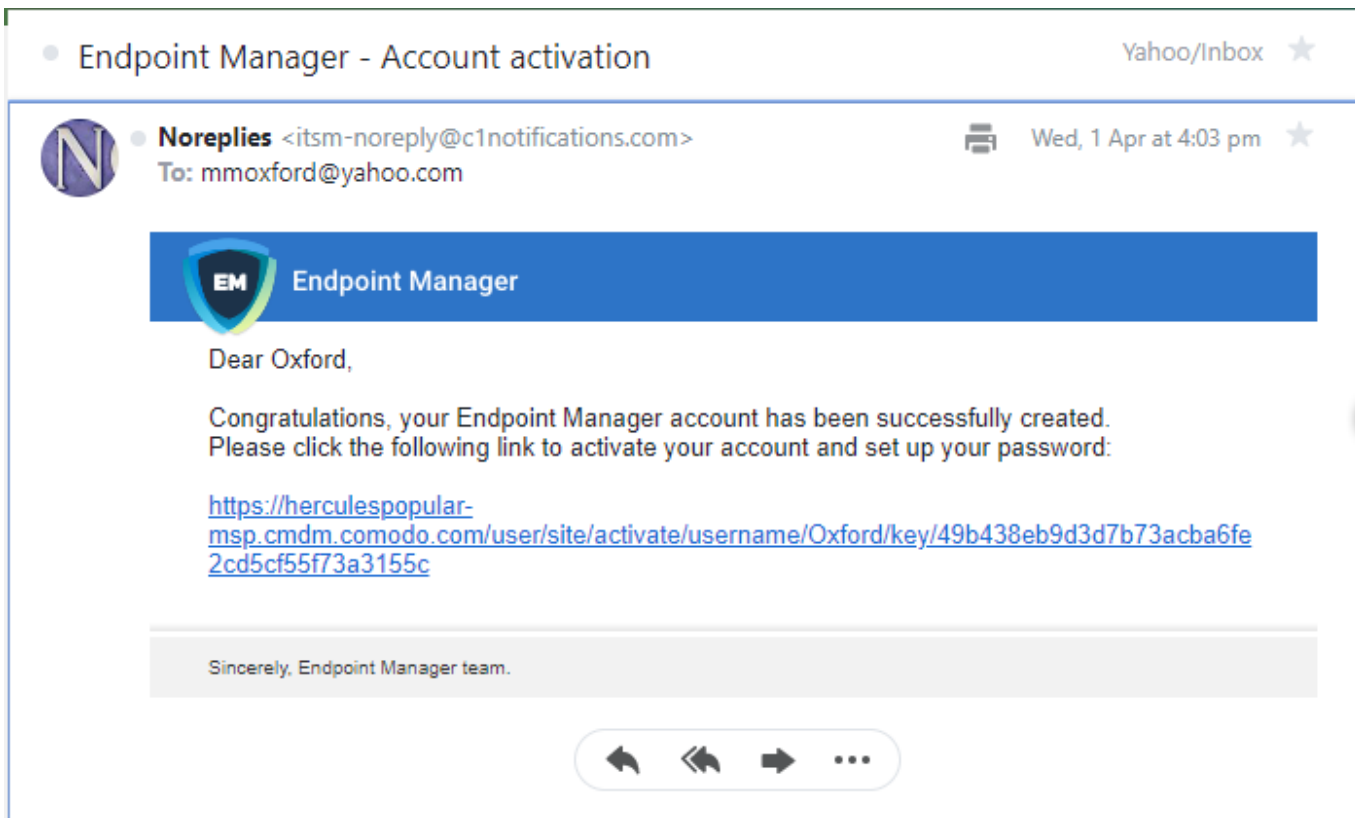 Endpoint Manager - Account activation
Yahoo/Inbox
N
Noreplies <itsm-noreply@c1notifications.com>
Wed, 1 Apr at 4:03 pm
To: mmoxford@yahoo.com
EM
Endpoint Manager
Dear Oxford,
Congratulations, your Endpoint Manager account has been successfully created.
Please click the following link to activate your account and set up your password:
https://herculespopular-
msp.cmdm.comodo.com/user/site/activate/username/Oxford/key/49b438eb9d3d7b73acba6fe
2cd5cf55f73a3155c
Sincerely, Endpoint Manager team.